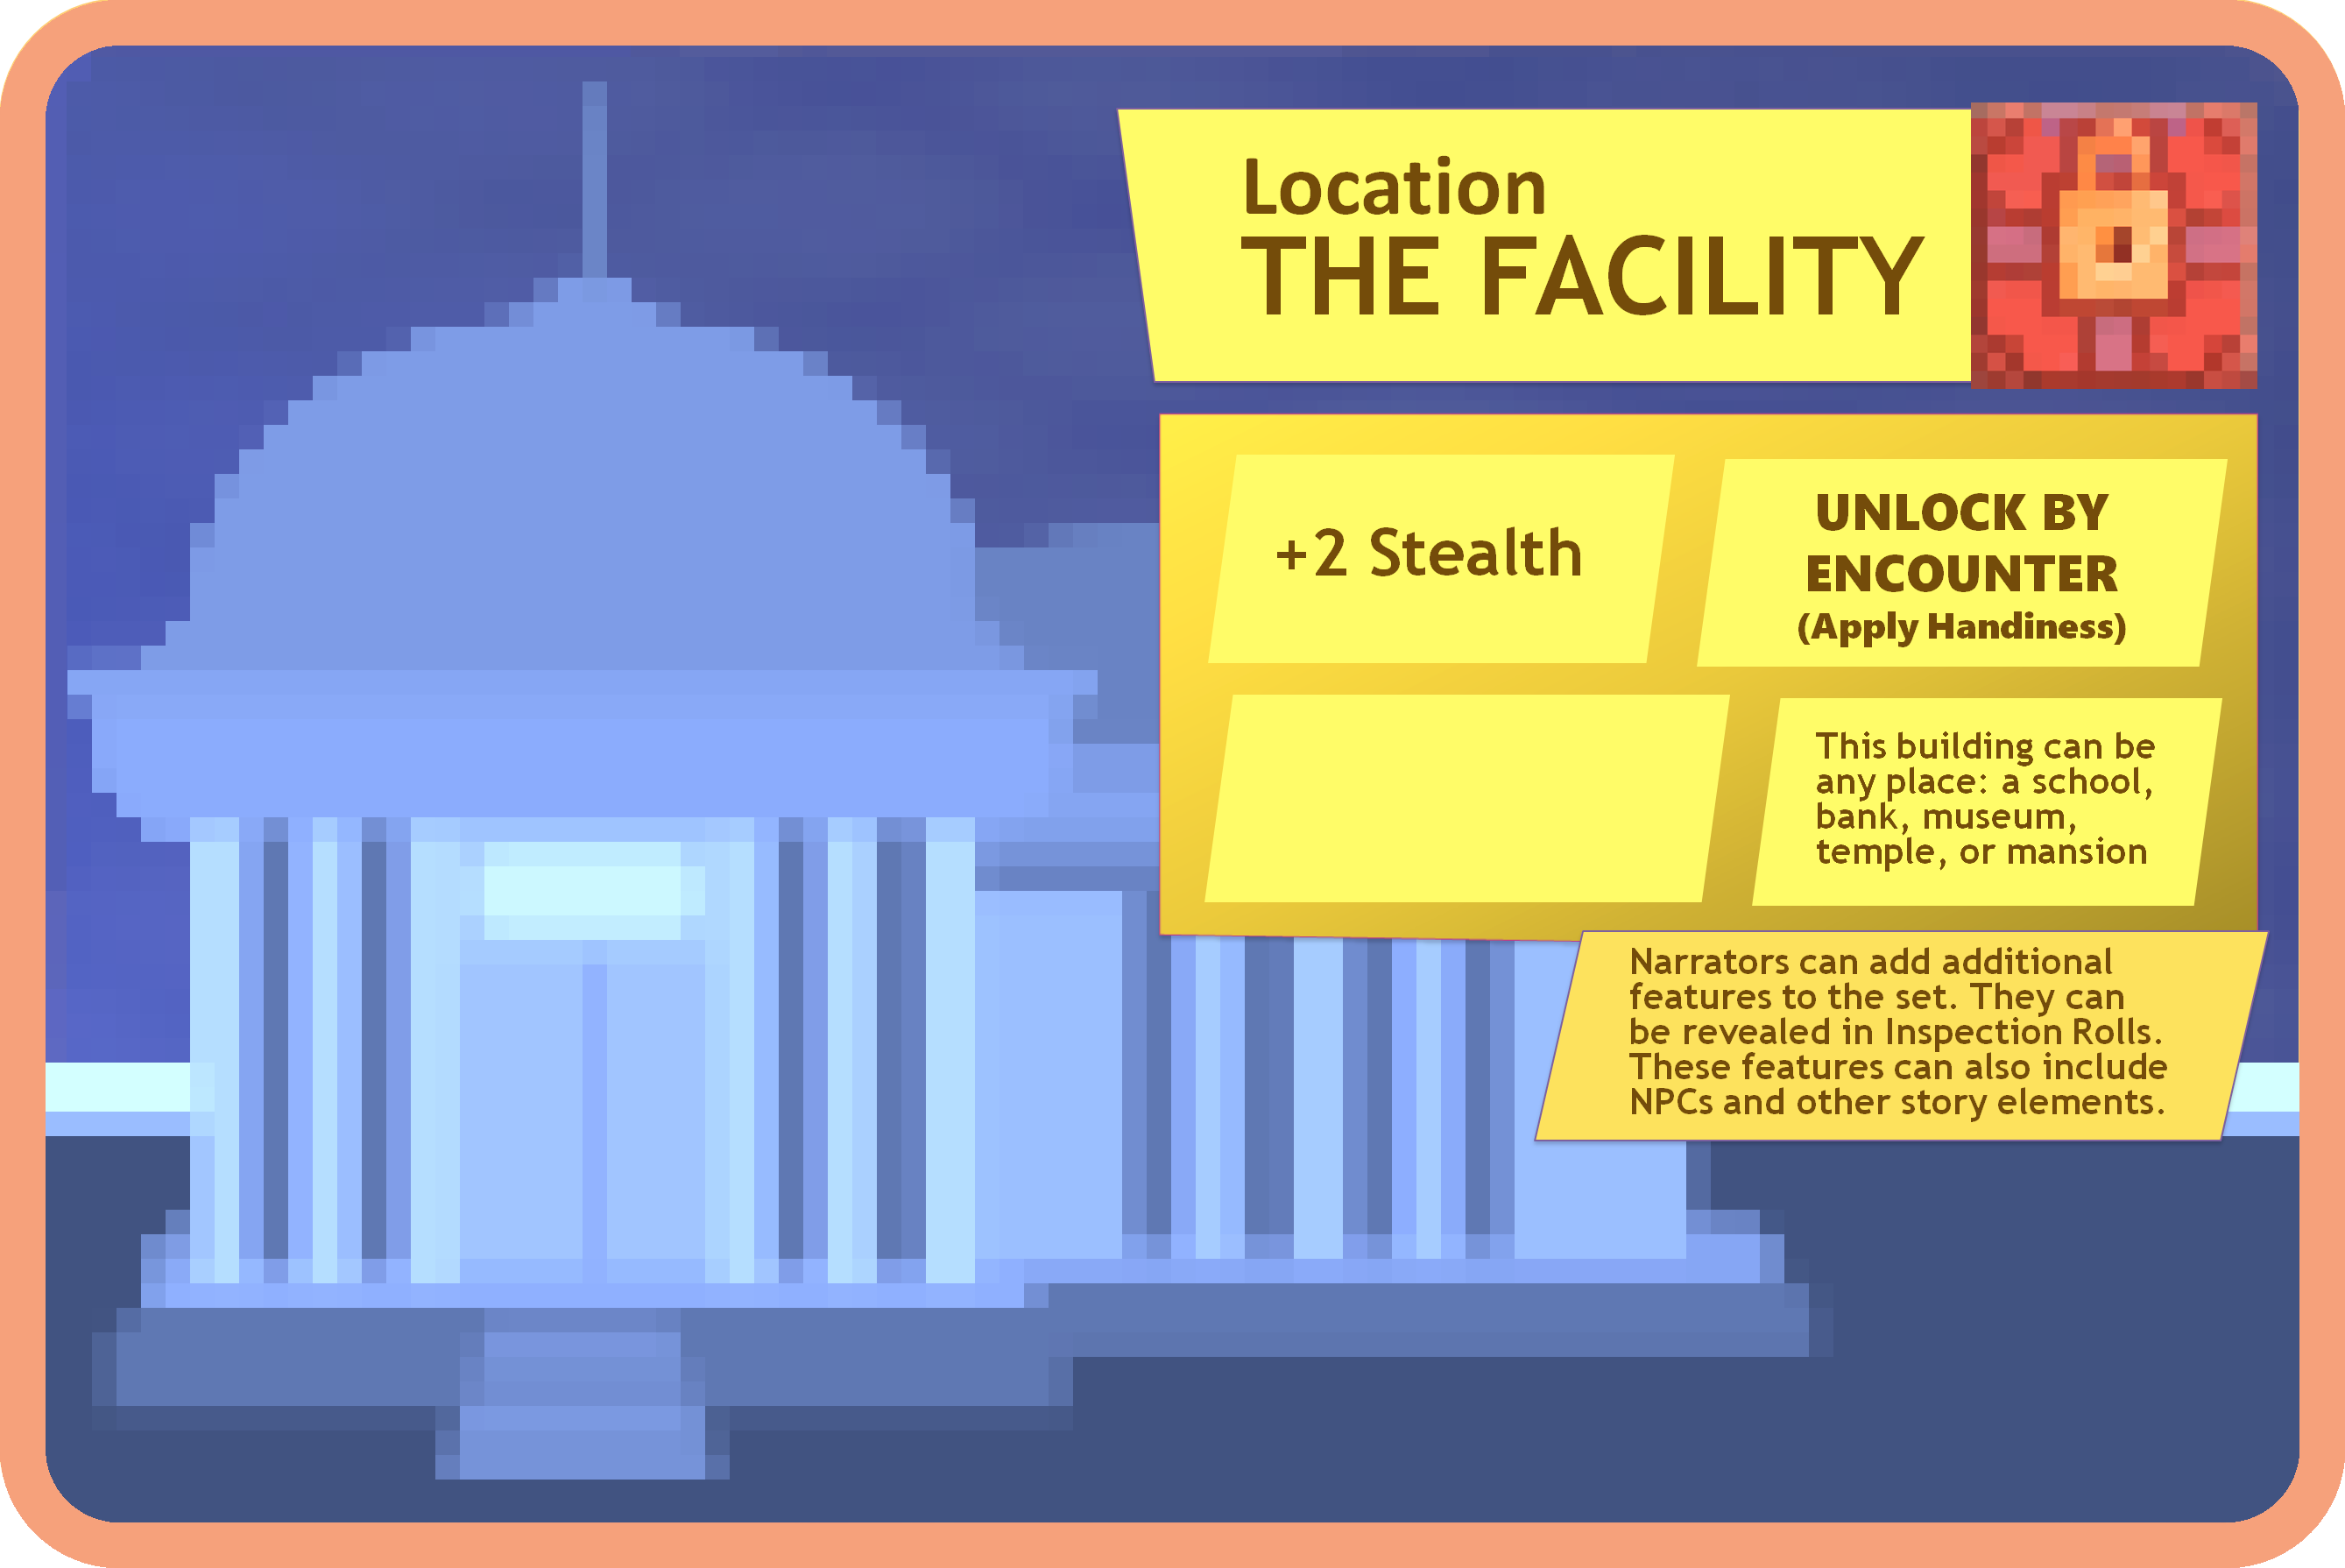 Location
THE FACILITY
+2 Stealth
UNLOCK BY
ENCOUNTER
(Apply Handiness)
This building can be
any place: a school,
bank, museum,
temple, or mansion
Narrators can add additional
features to the set. They can
be revealed in Inspection Rolls.
These features can also include
NPCs and other story elements.